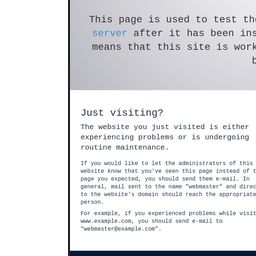 This page is used to test the
server after it has been ins
means that this site is work
Just visiting?
The website you just visited is either
experiencing problems or is undergoing
routine maintenance.
If you would like to let the administrators of this
website know that you've seen this page instead of t
page you expected, you should send them e-mail. In
general, mail sent to the name "webmaster" and direc
to the website's domain should reach the appropriate
person.
For example, if you experienced problems while visit
www.example.com, you should send e-mail to
"webmaster@example.com".